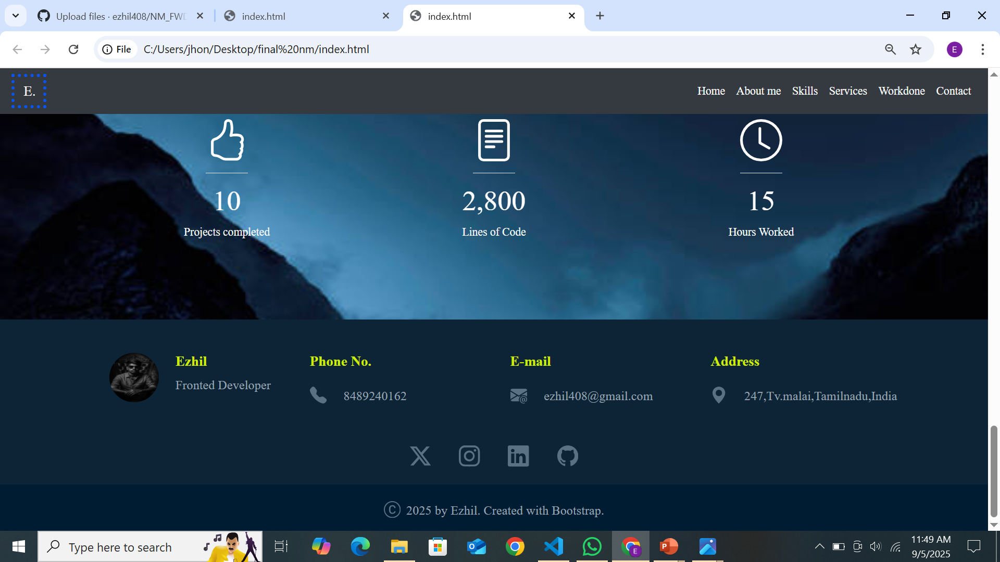 Upload files · ezhil408/NM_FWD
index.html
index.html
File
C:/Users/jhon/Desktop/final%20nm/index.html
E
E.
Home
About me
Skills
Services
Workdone
Contact
10
2,800
15
Projects completed
Lines of Code
Hours Worked
Ezhil
Phone No.
E-mail
Address
Fronted Developer
8489240162
ezhil408@gmail.com
247,Tv.malai,Tamilnadu,India
© 2025 by Ezhil. Created with Bootstrap.
Type here to search
11:49 AM
9/5/2025